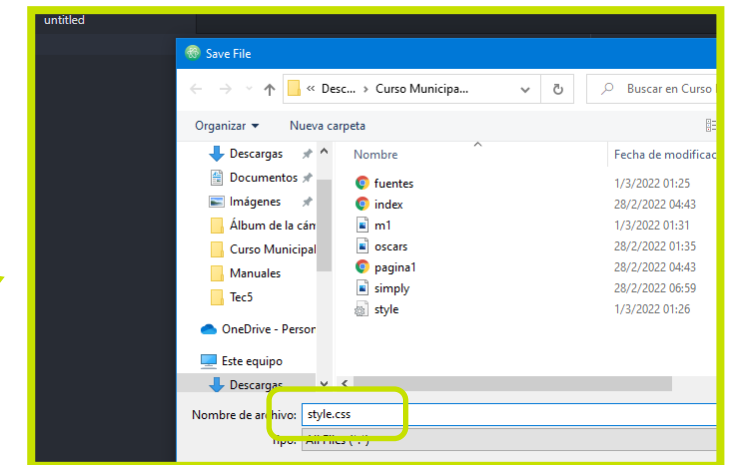 untitled
Save File
« Desc... › Curso Municipa...
Buscar en Curso
Organizar
Nueva carpeta
Descargas
Documentos
Imágenes
Álbum de la cám
Curso Municipal
Manuales
Tec5
OneDrive - Person
Este equipo
Descargas
Nombre Fecha de modificac
fuentes 1/3/2022 01:25
index 28/2/2022 04:43
m1 1/3/2022 01:31
oscars 28/2/2022 01:35
pagina1 28/2/2022 04:43
simply 28/2/2022 06:59
style 1/3/2022 01:26
Nombre de archivo: style.css
Tipo: All Files (*.*)